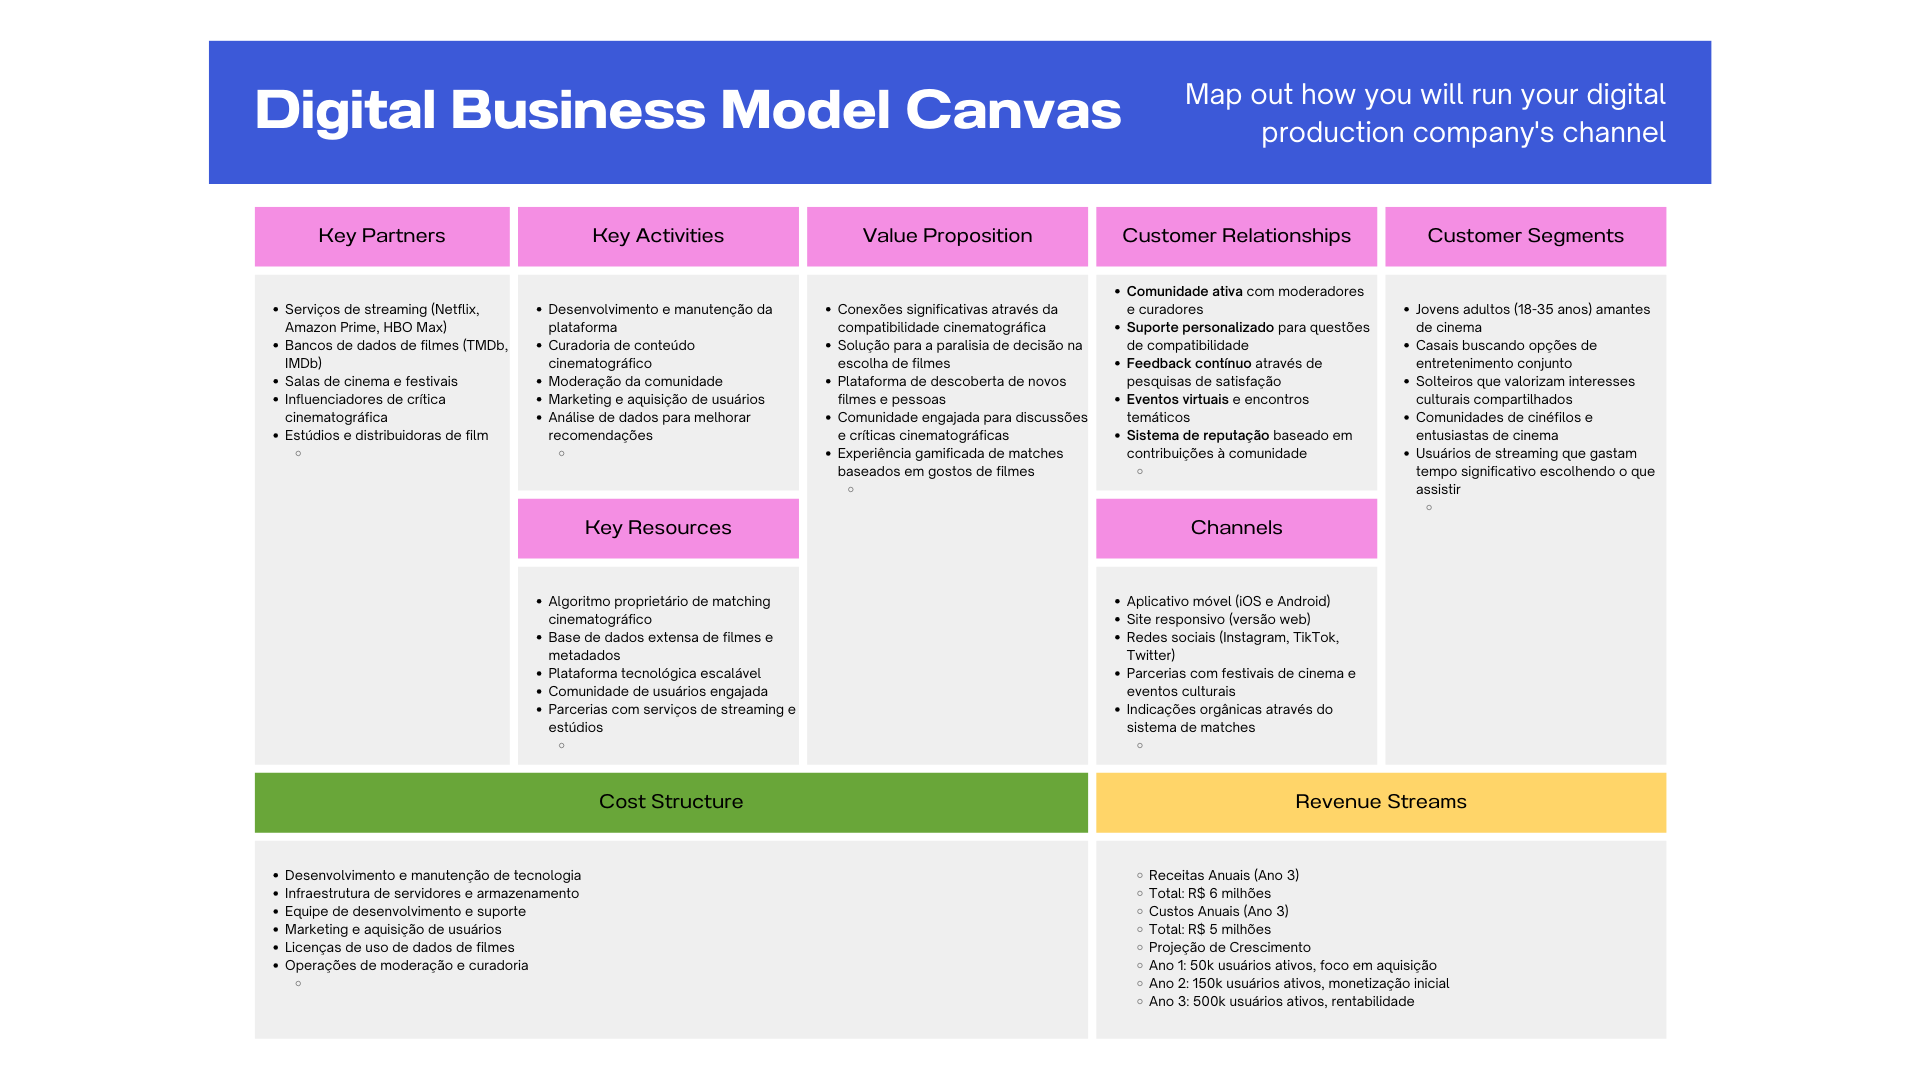 Digital Business Model Canvas
Map out how you will run your digital
production company's channel
Key Partners
Serviços de streaming (Netflix,
Amazon Prime, HBO Max)
Bancos de dados de filmes (TMDb,
IMDb)
Salas de cinema e festivais
Influenciadores de crítica
cinematográfica
Estúdios e distribuidoras de film
Key Activities
Desenvolvimento e manutenção da
plataforma
Curadoria de conteúdo
cinematográfico
Moderação da comunidade
Marketing e aquisição de usuários
Análise de dados para melhorar
recomendações
Key Resources
Algoritmo proprietário de matching
cinematográfico
Base de dados extensa de filmes e
metadados
Plataforma tecnológica escalável
Comunidade de usuários engajada
Parcerias com serviços de streaming e
estúdios
Value Proposition
Conexões significativas através da
compatibilidade cinematográfica
Solução para a paralisia de decisão na
escolha de filmes
Plataforma de descoberta de novos
filmes e pessoas
Comunidade engajada para discussões
e críticas cinematográficas
Experiência gamificada de matches
baseados em gostos de filmes
Customer Relationships
Comunidade ativa com moderadores
e curadores
Suporte personalizado para questões
de compatibilidade
Feedback contínuo através de
pesquisas de satisfação
Eventos virtuais e encontros
temáticos
Sistema de reputação baseado em
contribuições à comunidade
Channels
Aplicativo móvel (iOS e Android)
Site responsivo (versão web)
Redes sociais (Instagram, TikTok,
Twitter)
Parcerias com festivais de cinema e
eventos culturais
Indicações orgânicas através do
sistema de matches
Customer Segments
Jovens adultos (18-35 anos) amantes
de cinema
Casais buscando opções de
entretenimento conjunto
Solteiros que valorizam interesses
culturais compartilhados
Comunidades de cinéfilos e
entusiastas de cinema
Usuários de streaming que gastam
tempo significativo escolhendo o que
assistir
Cost Structure
Desenvolvimento e manutenção de tecnologia
Infraestrutura de servidores e armazenamento
Equipe de desenvolvimento e suporte
Marketing e aquisição de usuários
Licenças de uso de dados de filmes
Operações de moderação e curadoria
Revenue Streams
Receitas Anuais (Ano 3)
Total: R$ 6 milhões
Custos Anuais (Ano 3)
Total: R$ 5 milhões
Projeção de Crescimento
Ano 1: 50k usuários ativos, foco em aquisição
Ano 2: 150k usuários ativos, monetização inicial
Ano 3: 500k usuários ativos, rentabilidade